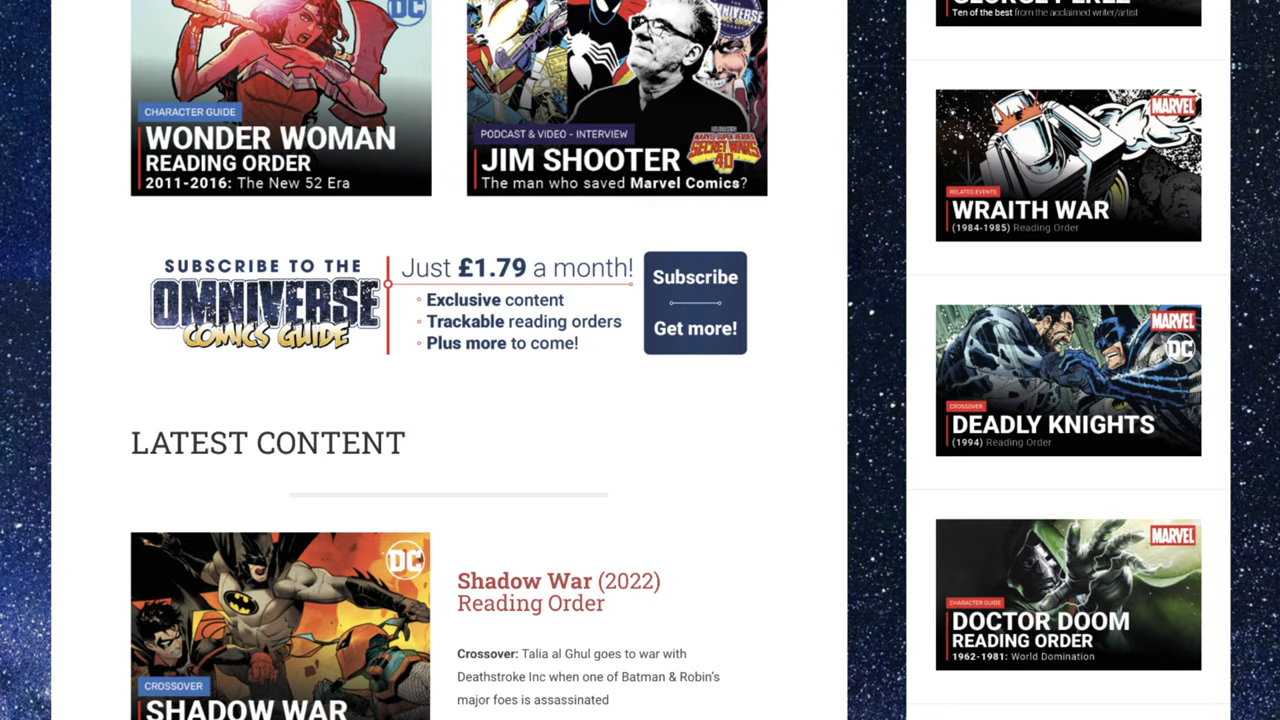 DC
CHARACTER GUIDE
WONDER WOMAN
READING ORDER
2011-2016: The New 52 Era
PODCAST & VIDEO - INTERVIEW
JIM SHOOTER
The man who saved Marvel Comics?
MARVEL SUPER HEROES
SECRET WARS
40
SUBSCRIBE TO THE
OMNIVERSE
COMICS GUIDE
Just £1.79 a month!
Exclusive content
Trackable reading orders
Plus more to come!
Subscribe
Get more!
LATEST CONTENT
DC
CROSSOVER
SHADOW WAR
Shadow War (2022)
Reading Order
Crossover: Talia al Ghul goes to war with
Deathstroke Inc when one of Batman & Robin's
major foes is assassinated
Ten of the best from the acclaimed writer/artist
MARVEL
RELATED EVENTS
WRAITH WAR
(1984-1985) Reading Order
MARVEL
DC
CROSSOVER
DEADLY KNIGHTS
(1994) Reading Order
MARVEL
CHARACTER GUIDE
DOCTOR DOOM
READING ORDER
1962-1981: World Domination